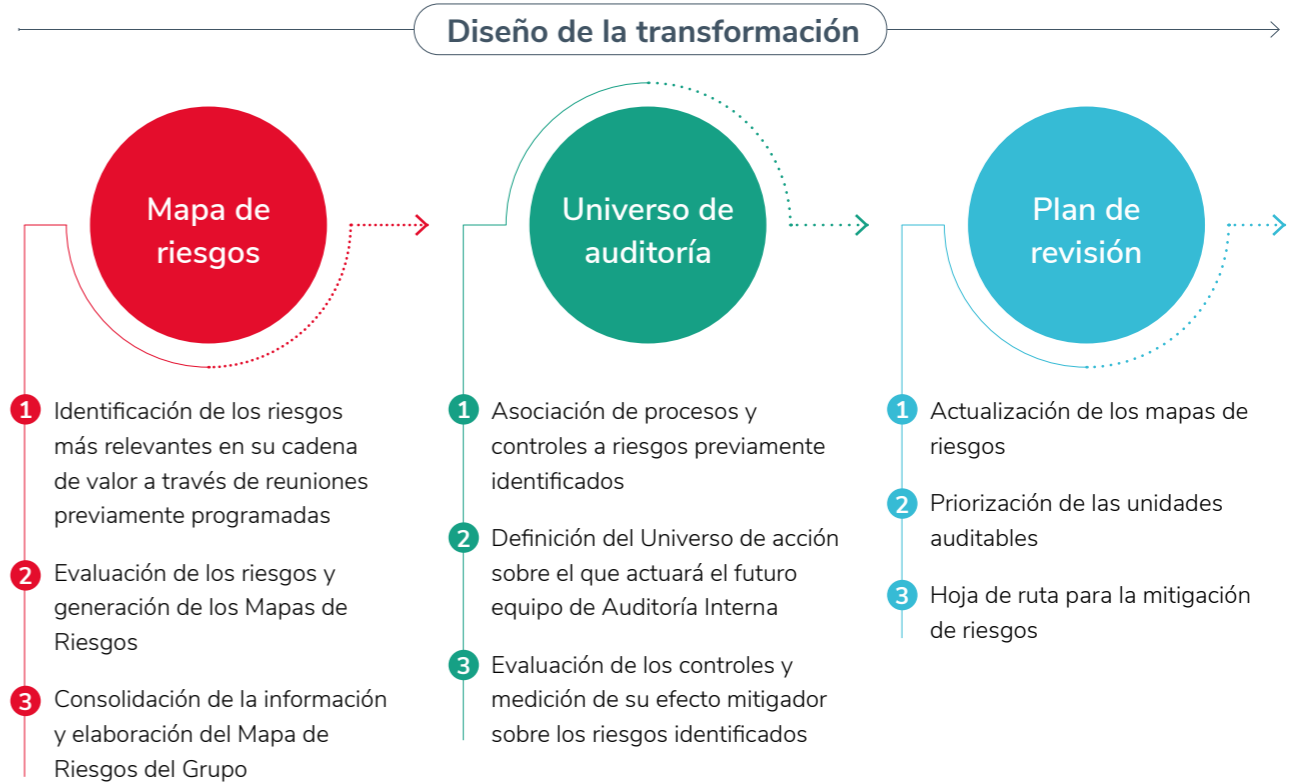 Diseño de la transformación
Mapa de
riesgos
1 Identificación de los riesgos
más relevantes en su cadena
de valor a través de reuniones
previamente programadas
2 Evaluación de los riesgos y
generación de los Mapas de
Riesgos
3 Consolidación de la información
y elaboración del Mapa de
Riesgos del Grupo
Universo de
auditoría
1 Asociación de procesos y
controles a riesgos previamente
identificados
2 Definición del Universo de acción
sobre el que actuará el futuro
equipo de Auditoría Interna
3 Evaluación de los controles y
medición de su efecto mitigador
sobre los riesgos identificados
Plan de
revisión
1 Actualización de los mapas de
riesgos
2 Priorización de las unidades
auditables
3 Hoja de ruta para la mitigación
de riesgos